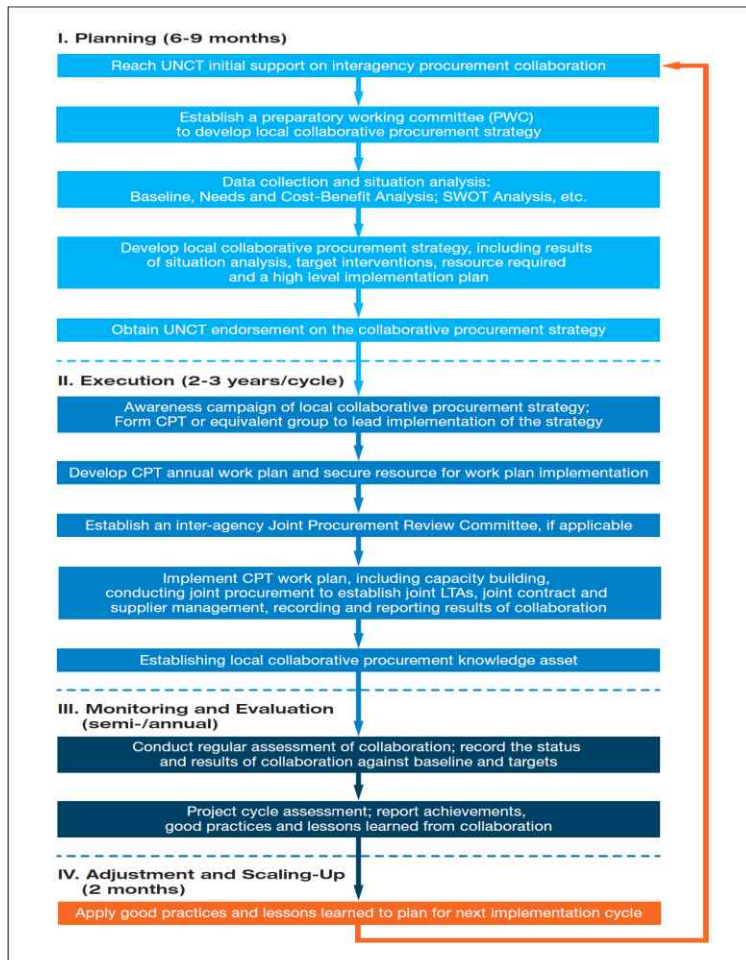 I. Planning (6-9 months)
Reach UNCT initial support on interagency procurement collaboration
Establish a preparatory working committee (PWC)
to develop local collaborative procurement strategy
Data collection and situation analysis:
Baseline, Needs and Cost-Benefit Analysis; SWOT Analysis, etc.
Develop local collaborative procurement strategy, including results
of situation analysis, target interventions, resource required
and a high level implementation plan
Obtain UNCT endorsement on the collaborative procurement strategy
II. Execution (2-3 years/cycle)
Awareness campaign of local collaborative procurement strategy;
Form CPT or equivalent group to lead implementation of the strategy
Develop CPT annual work plan and secure resource for work plan implementation
Establish an inter-agency Joint Procurement Review Committee, if applicable
Implement CPT work plan, including capacity building,
conducting joint procurement to establish joint LTAs, joint contract and
supplier management, recording and reporting results of collaboration
Establishing local collaborative procurement knowledge asset
III. Monitoring and Evaluation
(semi-/annual)
Conduct regular assessment of collaboration; record the status
and results of collaboration against baseline and targets
Project cycle assessment; report achievements,
good practices and lessons learned from collaboration
IV. Adjustment and Scaling-Up
(2 months)
Apply good practices and lessons learned to plan for next implementation cycle